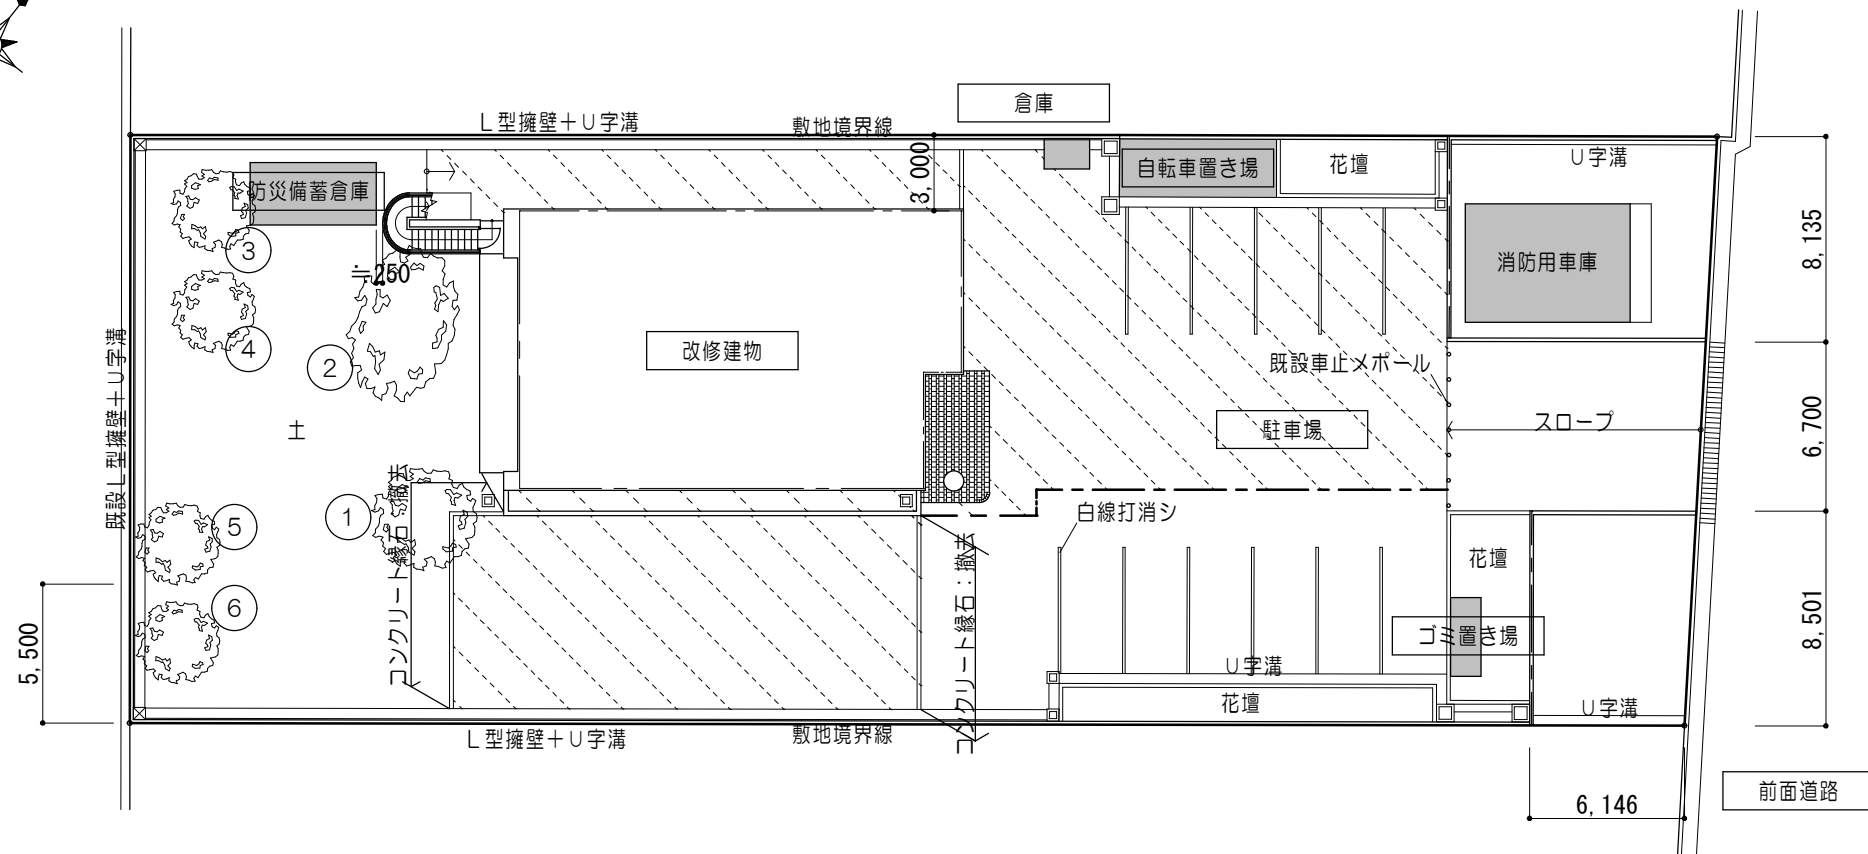 倉庫
L型擁壁+U字溝
敷地境界線
3,000
自転車置き場
花壇
U字溝
防災備蓄倉庫
③
≒250
消防用車庫
8,135
④
②
改修建物
既設車止メポール
既設L型擁壁+U字溝
土
駐車場
スロープ
6,700
①
コンクリート縁石:撤去
白線打消シ
⑤
コンクリート縁石:撤去
花壇
⑥
5,500
ゴミ置き場
8,501
U字溝
花壇
U字溝
L型擁壁+U字溝
敷地境界線
6,146
前面道路